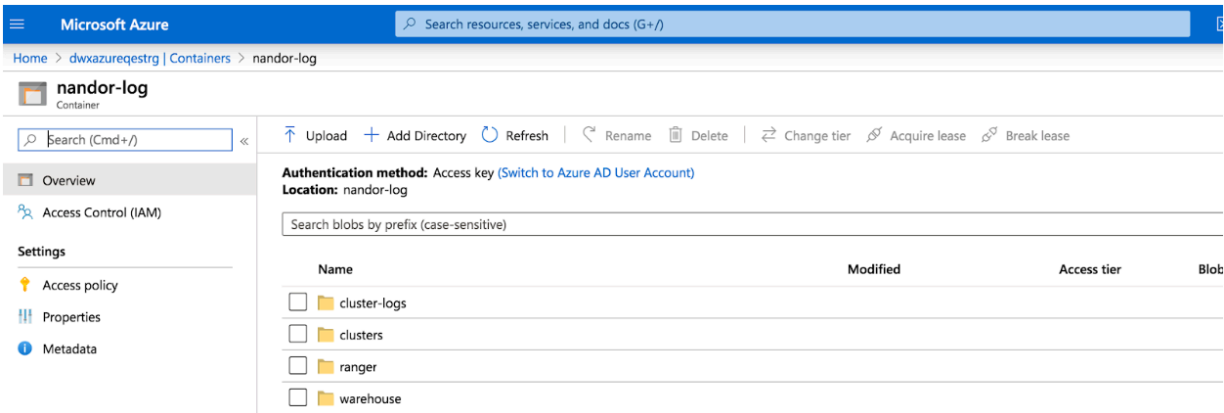 Microsoft Azure
Search resources, services, and docs (G+/)
Home > dwxazureqestrg | Containers > nandor-log
nandor-log
Container
Search (Cmd+/)
«
Upload
Add Directory
Refresh
Rename
Delete
Change tier
Acquire lease
Break lease
Overview
Access Control (IAM)
Settings
Access policy
Properties
Metadata
Authentication method: Access key (Switch to Azure AD User Account)
Location: nandor-log
Search blobs by prefix (case-sensitive)
Name Modified Access tier Blob
cluster-logs
clusters
ranger
warehouse